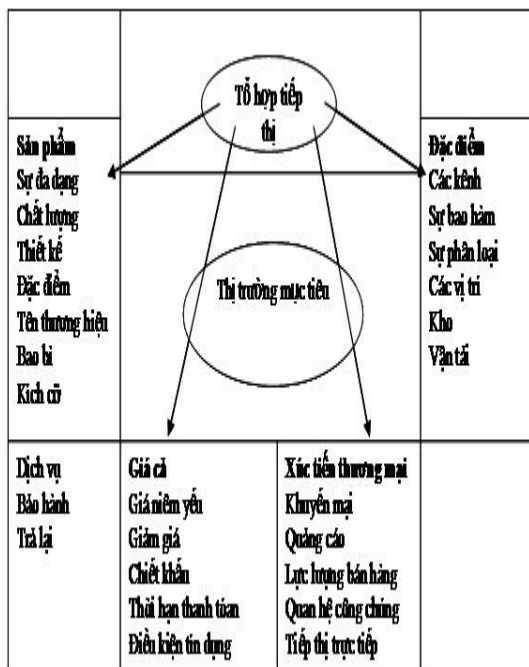 Tổ hợp tiếp
thị
Sản phẩm
Sự đa dạng
Chất lượng
Thiết kế
Đặc điểm
Tên thương hiệu
Bao bì
Kích cỡ
Dịch vụ
Bảo hành
Trả lại
Thị trường mục tiêu
Đặc điểm
Các kênh
Sự bao hàm
Sự phân loại
Các vị trí
Kho
Vận tải
Giá cả
Giá niêm yếu
Giảm giá
Chiết khấu
Thời hạn thanh tóan
Điều kiện tín dụng
Xúc tiến thương mại
Khuyến mại
Quảng cáo
Lực lượng bán hàng
Quan hệ công chúng
Tiếp thị trực tiếp